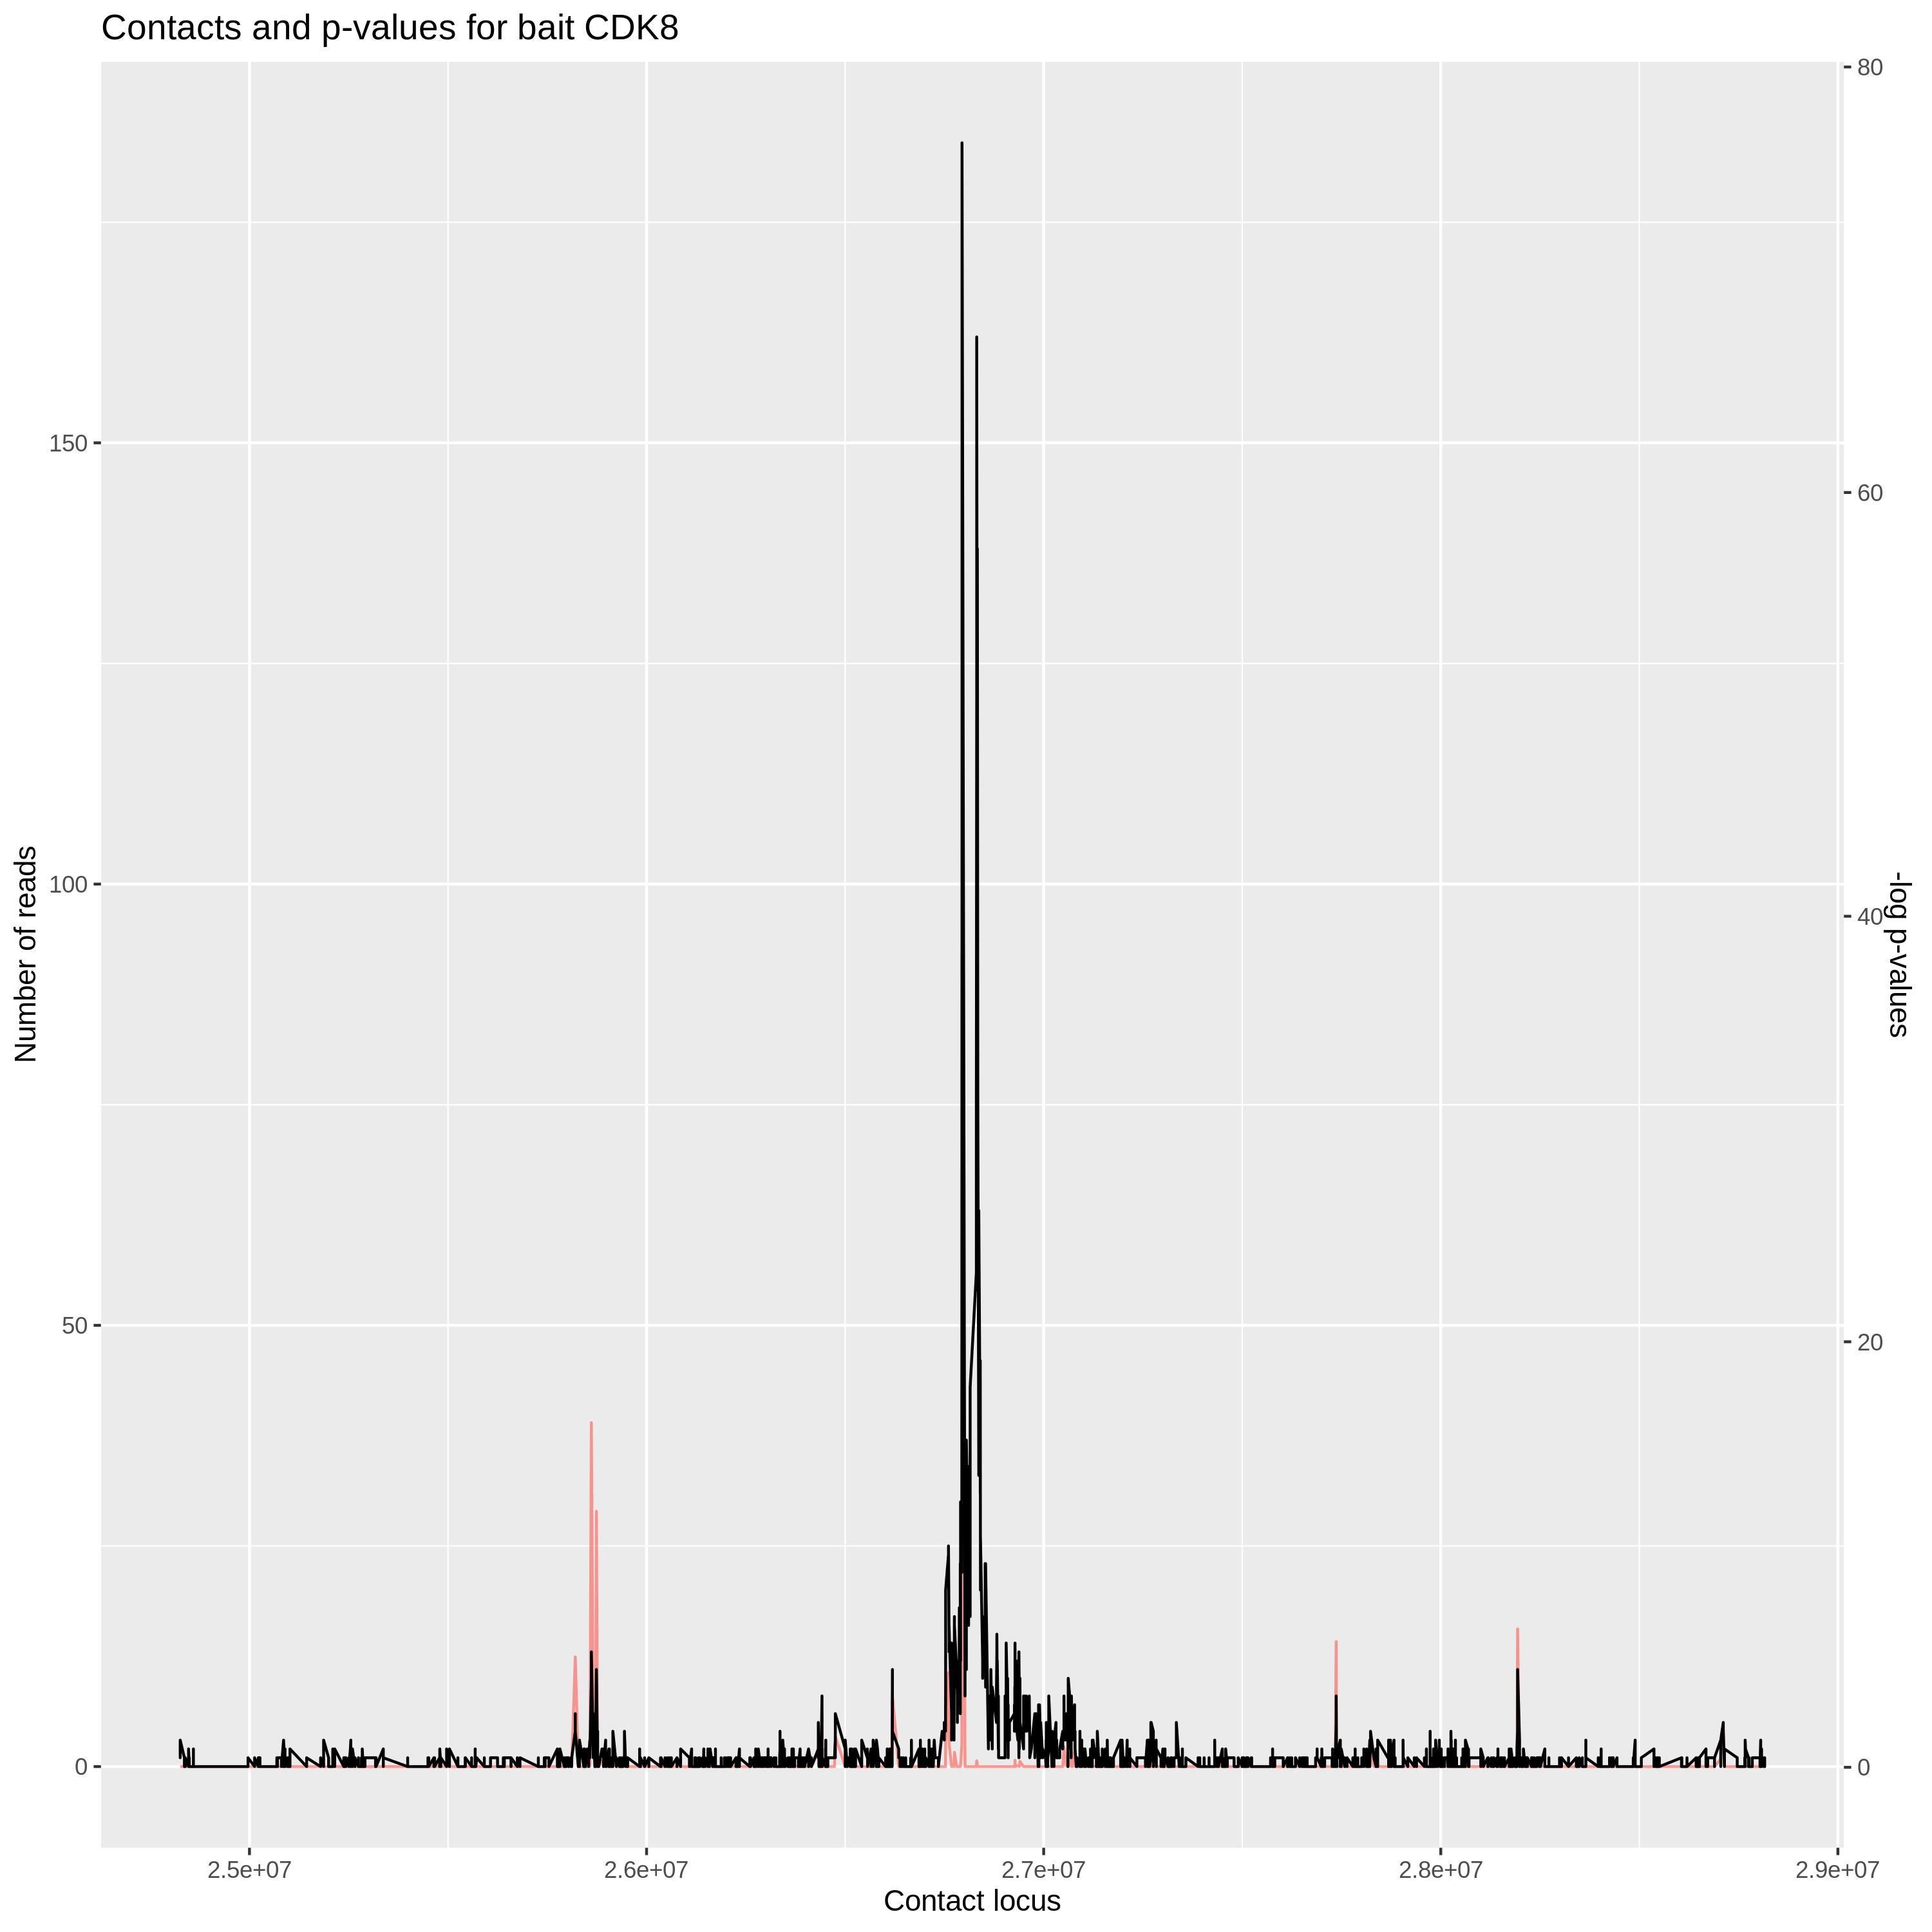 Contacts and p-values for bait CDK8
Number of reads
150
100
50
0
80
60
40
20
0
-log p-values
2.5e+07
2.6e+07
2.7e+07
2.8e+07
2.9e+07
Contact locus